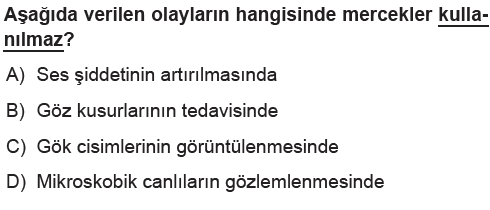 Aşağıda verilen olayların hangisinde mercekler kulla-
nılmaz?
A) Ses şiddetinin artırılmasında
B) Göz kusurlarının tedavisinde
C) Gök cisimlerinin görüntülenmesinde
D) Mikroskobik canlıların gözlemlenmesinde